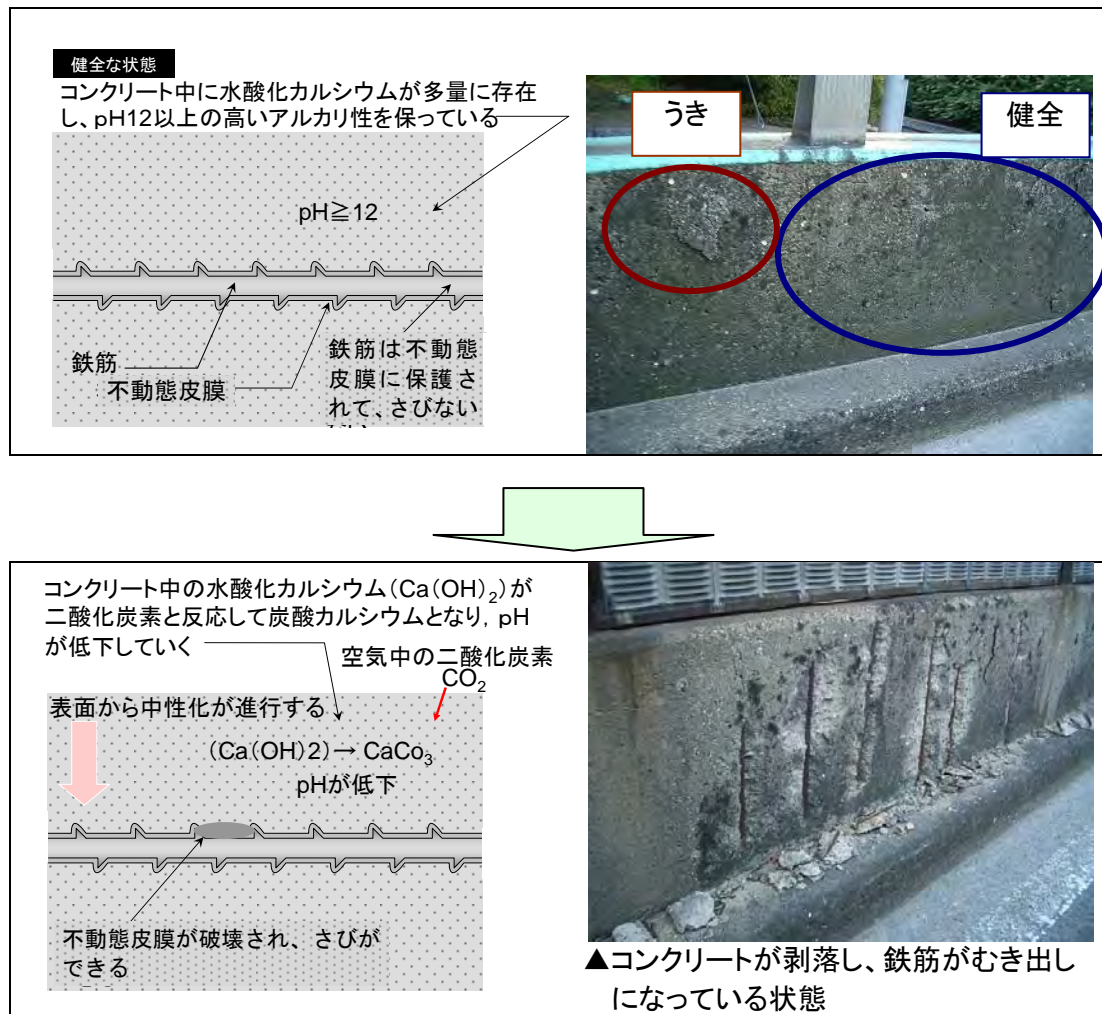 健全な状態
コンクリート中に水酸化カルシウムが多量に存在
し、pH12以上の高いアルカリ性を保っている
pH≧12
鉄筋
不動態皮膜
鉄筋は不動態
皮膜に保護さ
れて、さびない
うき
健全
コンクリート中の水酸化カルシウム(Ca(OH)2)が
二酸化炭素と反応して炭酸カルシウムとなり, pH
が低下していく
空気中の二酸化炭素
CO2
表面から中性化が進行する
(Ca(OH)2)→ CaCo3
pHが低下
不動態皮膜が破壊され、さびが
できる
▲コンクリートが剥落し、鉄筋がむき出し
になっている状態